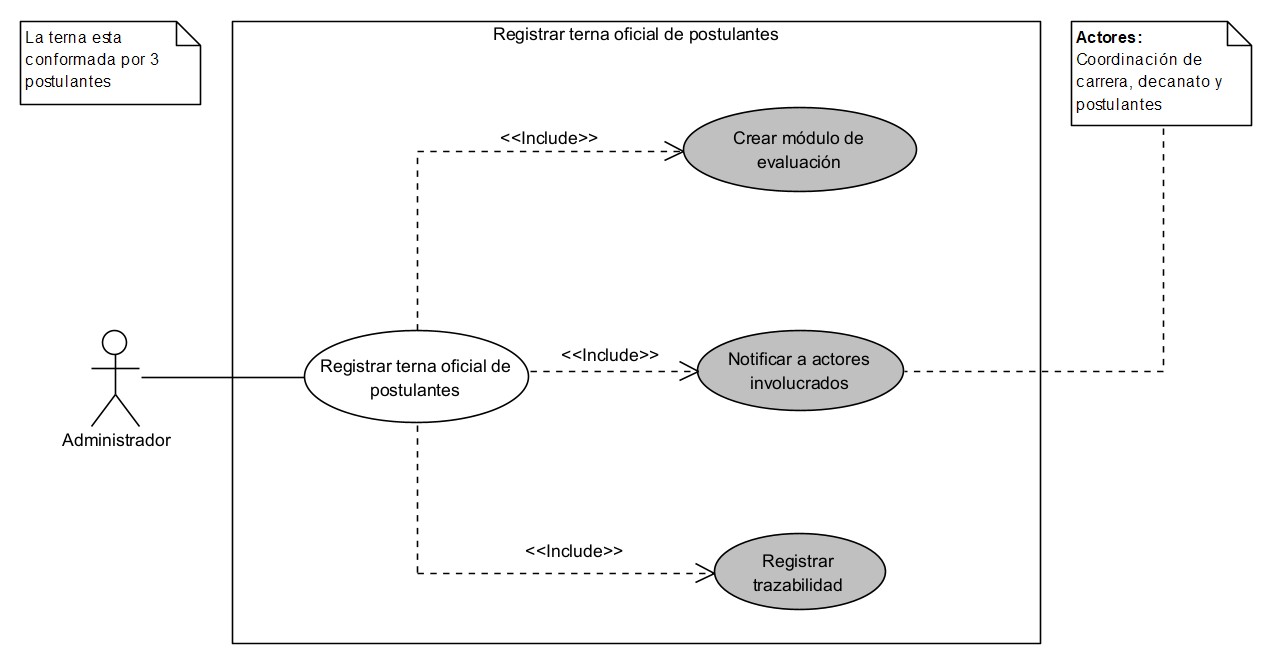 La terna esta
conformada por 3
postulantes
Registrar terna oficial de postulantes
Actores:
Coordinación de
carrera, decanato y
postulantes
<<Include>>
Crear módulo de
evaluación
Administrador
Registrar terna oficial de
postulantes
<<Include>>
Notificar a actores
involucrados
<<Include>>
Registrar
trazabilidad